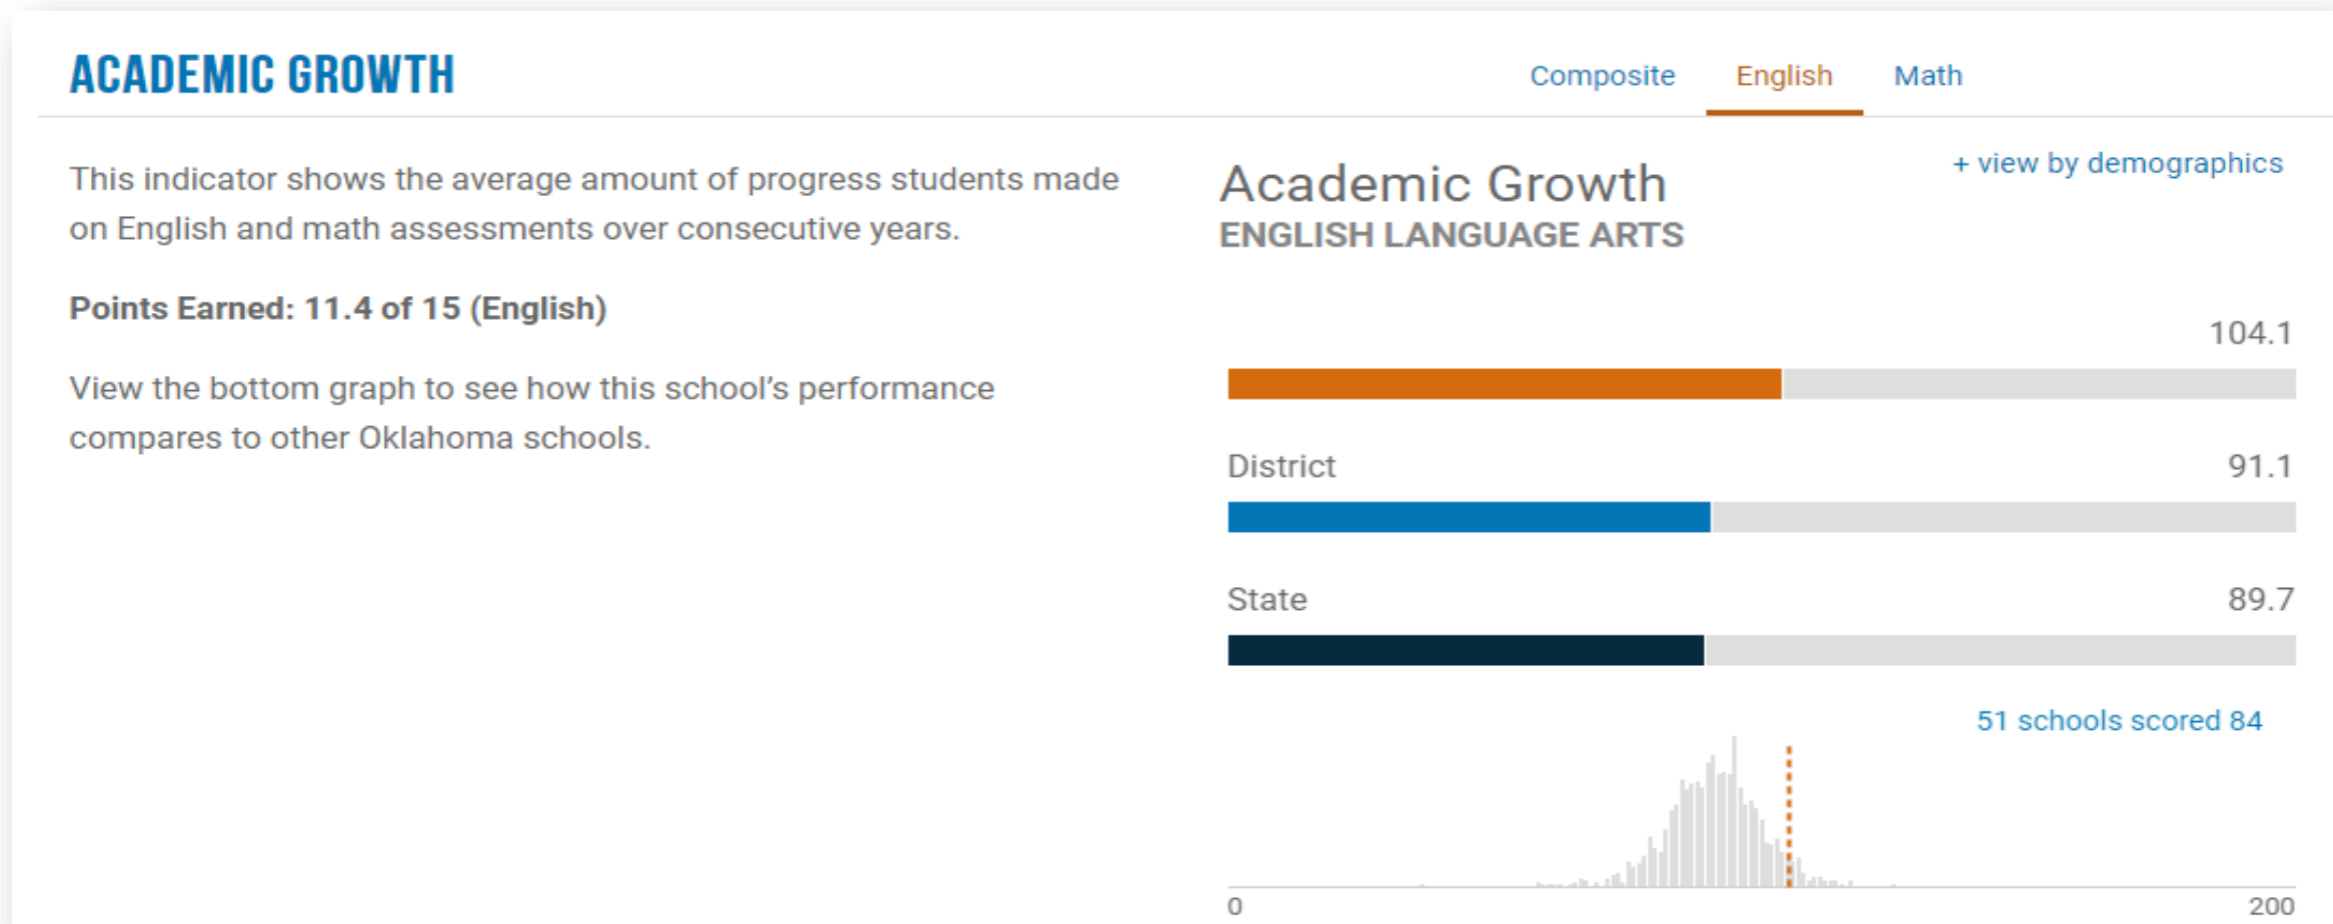 ACADEMIC GROWTH
Composite English Math
This indicator shows the average amount of progress students made
on English and math assessments over consecutive years.
Points Earned: 11.4 of 15 (English)
View the bottom graph to see how this school's performance
compares to other Oklahoma schools.
+ view by demographics
Academic Growth
ENGLISH LANGUAGE ARTS
104.1
District 91.1
State 89.7
51 schools scored 84
0 200